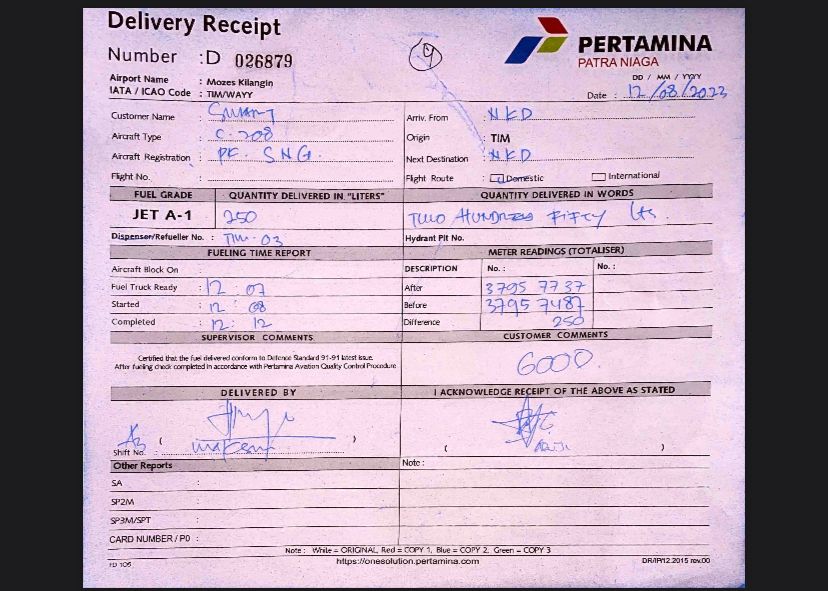 Delivery Receipt
Number : D 026879
19
PERTAMINA
PATRA NIAGA
Airport Name : Mozes Kilangin
IATA / ICAO Code : TIM/WAYY
DD / MM / YYYY
Date : 12/08/2023
Customer Name :
Arriv. From : NKD
Aircraft Type : C-208
Origin : TIM
Aircraft Registration : PK. SNG.
Next Destination : NKD
Flight No. :
Flight Route : Domestic International
FUEL GRADE QUANTITY DELIVERED IN "LITERS" QUANTITY DELIVERED IN WORDS
JET A-1 250 TWO HUNDRED FIFTY Lts.
Dispenser/Refueller No. : TIM-03 Hydrant Pit No.
FUELING TIME REPORT METER READINGS (TOTALISER)
Aircraft Block On : DESCRIPTION No. : No. :
Fuel Truck Ready : 12 : 07 After 3795 7737
Started : 12 : 08 Before 3795 7487
Completed : 12 : 12 Difference 250
SUPERVISOR COMMENTS CUSTOMER COMMENTS
Certified that the fuel delivered conform to Defence Standard 91-91 latest issue.
After fueling check completed in accordance with Pertamina Avation Quality Control Procedure
GOOD.
DELIVERED BY I ACKNOWLEDGE RECEIPT OF THE ABOVE AS STATED
( )
Shift No. :
( )
Other Reports Note :
SA :
SP2M :
SP3M/SPT :
CARD NUMBER / P0 :
Note : White = ORIGINAL, Red = COPY 1, Blue = COPY 2, Green = COPY 3
FD 105 https://onesolution.pertamina.com DR/IP/12.2015 rev.00